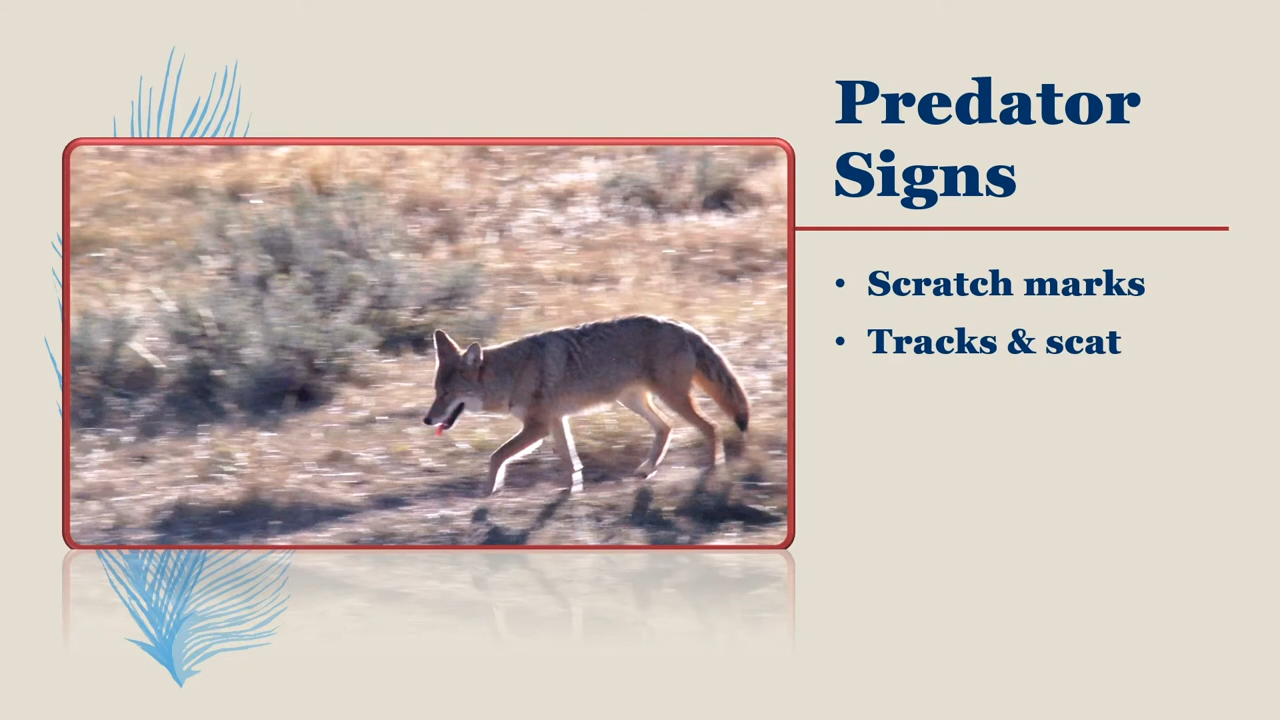 Predator
Signs
• Scratch marks
• Tracks & scat